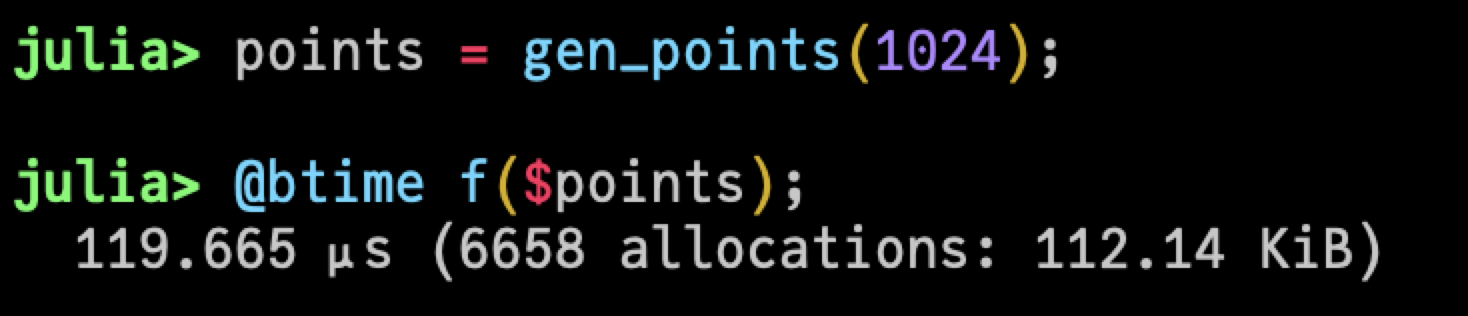 julia> points = gen_points(1024);
julia> @btime f($points);
119.665 μs (6658 allocations: 112.14 KiB)